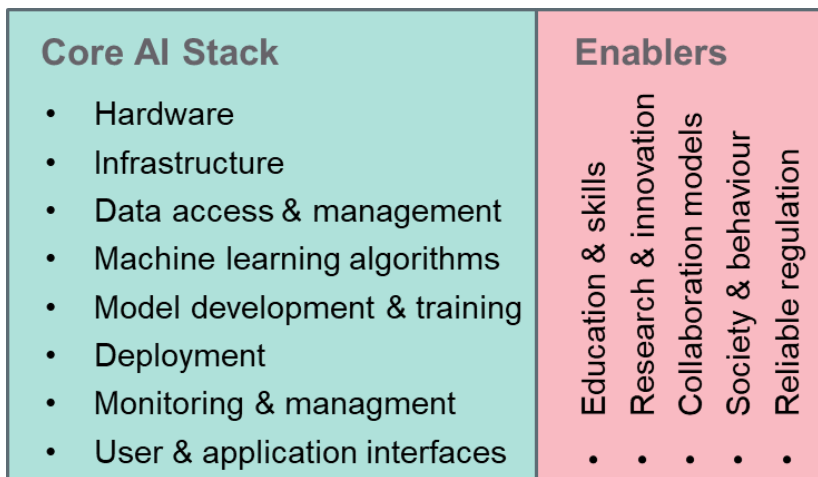 Core AI Stack
• Hardware
• Infrastructure
• Data access & management
• Machine learning algorithms
• Model development & training
• Deployment
• Monitoring & managment
• User & application interfaces
Enablers
• Education & skills
• Research & innovation
• Collaboration models
• Society & behaviour
• Reliable regulation